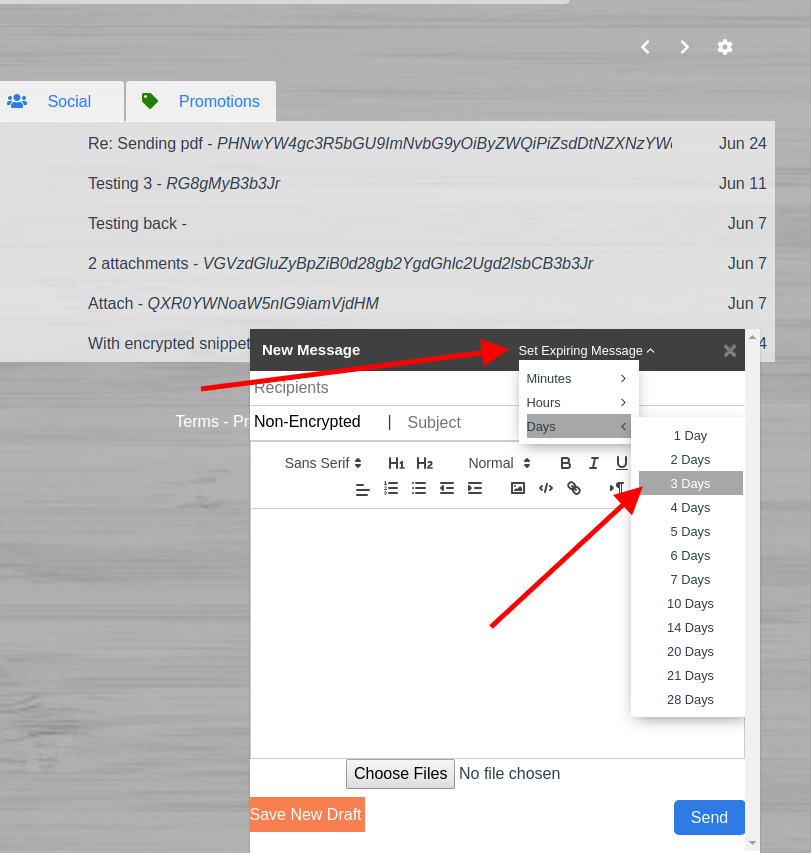 Social
Promotions
Re: Sending pdf - PHNwYW4gc3R5bGU9ImNvbG9yOiByZWQiPiZsdDtNZXNzYW Jun 24
Testing 3 - RG8gMyB3b3Jr Jun 11
Testing back - Jun 7
2 attachments - VGVzdGluZyBpZiB0d28gb2YgdGhlc2Ugd2lsbCB3b3Jr Jun 7
Attach - QXR0YWNoaW5nIG9iamVjdHM Jun 7
With encrypted snippet 4
New Message
Set Expiring Message
Recipients
Minutes
Hours
Days
Terms - Pr
Non-Encrypted | Subject
1 Day
2 Days
3 Days
4 Days
5 Days
6 Days
7 Days
10 Days
14 Days
20 Days
21 Days
28 Days
Sans Serif H1 H2 Normal B I U
Choose Files No file chosen
Save New Draft
Send